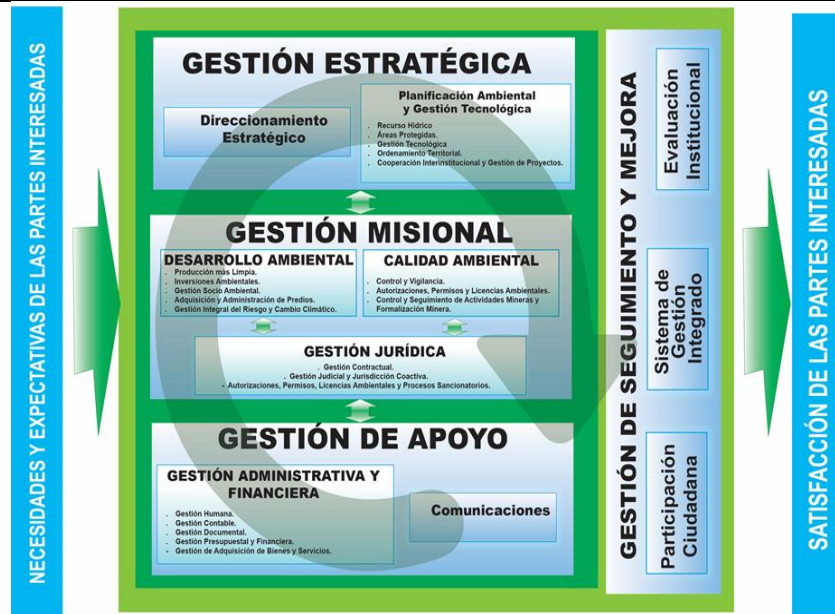 NECESIDADES Y EXPECTATIVAS DE LAS PARTES INTERESADAS
GESTIÓN ESTRATÉGICA
Direccionamiento
Estratégico
Planificación Ambiental
y Gestión Tecnológica
. Recurso Hídrico
. Áreas Protegidas.
. Gestión Tecnológica
. Ordenamiento Territorial.
. Cooperación Interinstitucional y Gestión de Proyectos.
GESTIÓN MISIONAL
DESARROLLO AMBIENTAL
. Producción más Limpia.
. Inversiones Ambientales.
. Gestión Socio Ambiental.
. Adquisición y Administración de Predios.
. Gestión Integral del Riesgo y Cambio Climático.
CALIDAD AMBIENTAL
. Control y Vigilancia.
. Autorizaciones, Permisos y Licencias Ambientales.
. Control y Seguimiento de Actividades Mineras y
Formalización Minera.
GESTIÓN JURÍDICA
. Gestión Contractual.
. Gestión Judicial y Jurisdicción Coactiva.
. Autorizaciones, Permisos, Licencias Ambientales y Procesos Sancionatorios.
GESTIÓN DE APOYO
GESTIÓN ADMINISTRATIVA Y
FINANCIERA
. Gestión Humana.
. Gestión Contable.
. Gestión Documental.
. Gestión Presupuestal y Financiera.
. Gestión de Adquisición de Bienes y Servicios.
Comunicaciones
GESTIÓN DE SEGUIMIENTO Y MEJORA
Evaluación
Institucional
Sistema de
Gestión
Integrado
Participación
Ciudadana
SATISFACCIÓN DE LAS PARTES INTERESADAS